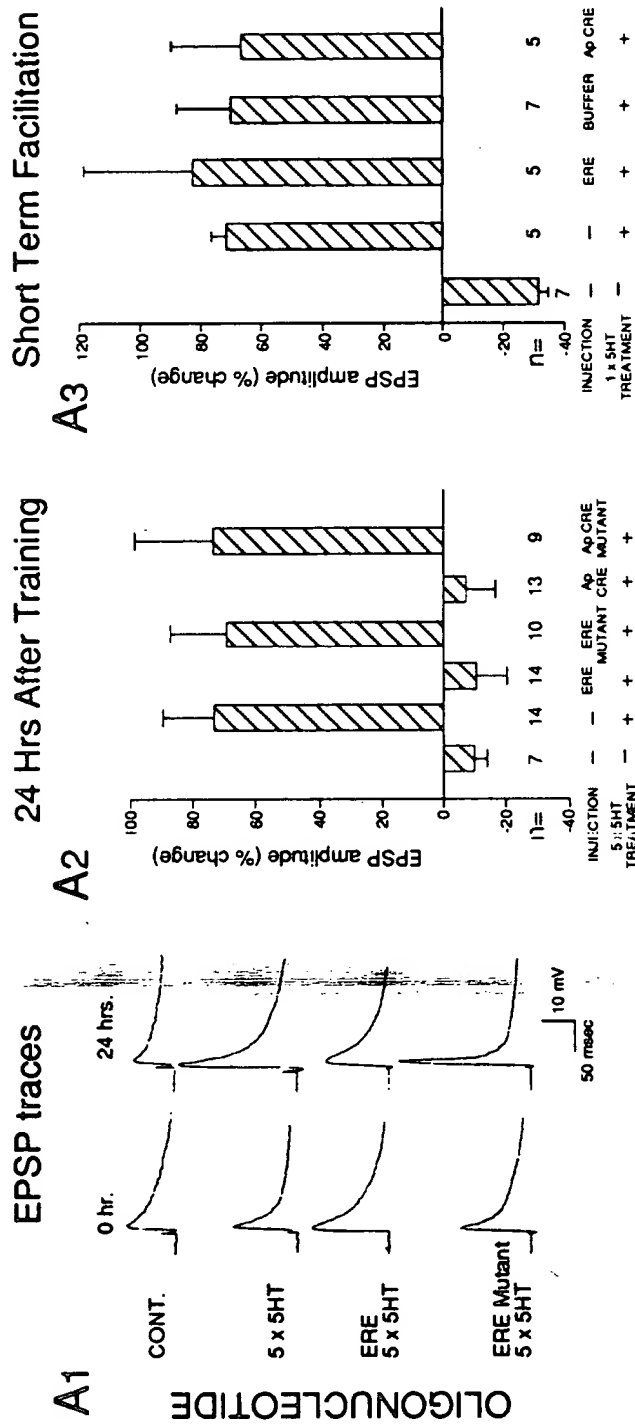 OLIGONUCLEOTIDE
A1
EPSP traces
0 hr.
24 hrs.
CONT.
5 x 5HT
ERE
5 x 5HT
ERE Mutant
5 x 5HT
10 mV
50 msec
A2
24 Hrs After Training
EPSP amplitude (% change)
100
80
60
40
20
0
-20
-40
n= 7 14 14 10 13 9
INJECTION — — ERE ERE MUTANT Ap CRE Ap CRE MUTANT
5 x 5HT TREATMENT — + + + + +
A3
Short Term Facilitation
EPSP amplitude (% change)
120
100
80
60
40
20
0
-20
-40
n= 7 5 5 7 5
INJECTION — — ERE BUFFER Ap CRE
1 x 5HT TREATMENT — + + + +